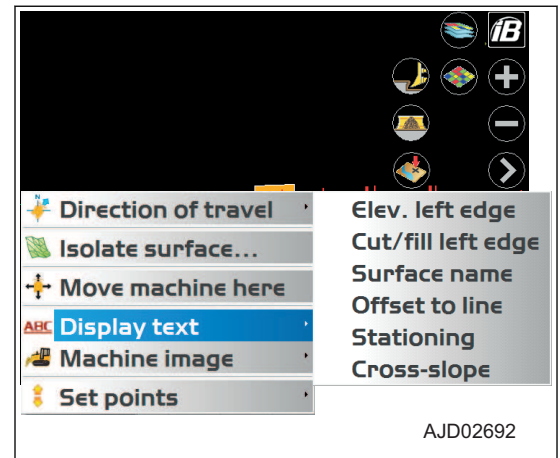 iB
Direction of travel
Isolate surface...
Move machine here
ABC Display text
Machine image
Set points
Elev. left edge
Cut/fill left edge
Surface name
Offset to line
Stationing
Cross-slope
AJD02692